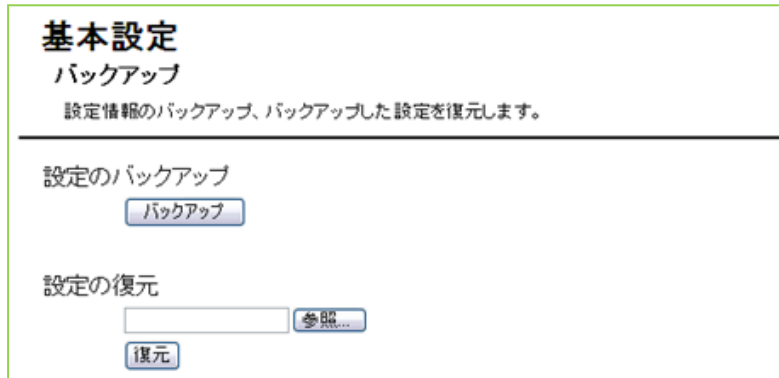 基本設定
バックアップ
設定情報のバックアップ、バックアップした設定を復元します。
設定のバックアップ
バックアップ
設定の復元
参照...
復元